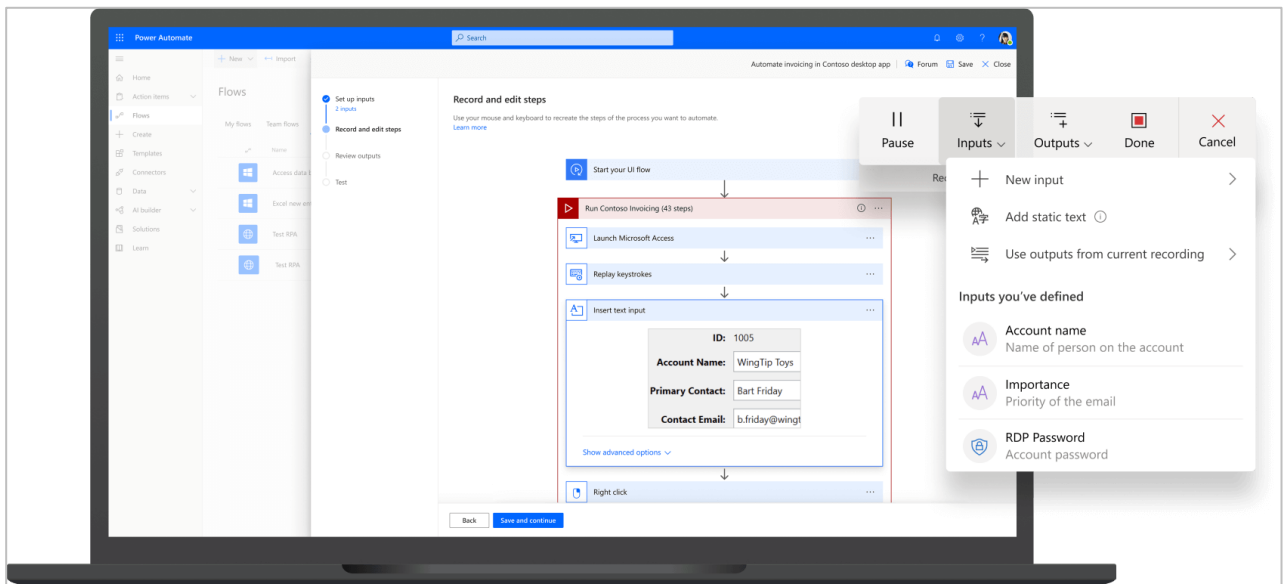 Power Automate
Search
?
New
Import
Automate invoicing in Contoso desktop app
Forum
Save
Close
Home
Action items
Flows
Create
Templates
Connectors
Data
AI builder
Solutions
Learn
Flows
My flows
Team flows
Name
Access data
Excel new
Test RPA
Test RPA
Set up inputs
2 inputs
Record and edit steps
Review outputs
Test
Record and edit steps
Use your mouse and keyboard to recreate the steps of the process you want to automate.
Learn more
Start your UI flow
Run Contoso Invoicing (43 steps)
Launch Microsoft Access
Replay keystrokes
Insert text input
ID: 1005
Account Name: WingTip Toys
Primary Contact: Bart Friday
Contact Email: b.friday@wingt
Show advanced options
Right click
Back
Save and continue
Pause
Inputs
Outputs
Done
Cancel
Re
New input
Add static text
Use outputs from current recording
Inputs you've defined
Account name
Name of person on the account
Importance
Priority of the email
RDP Password
Account password